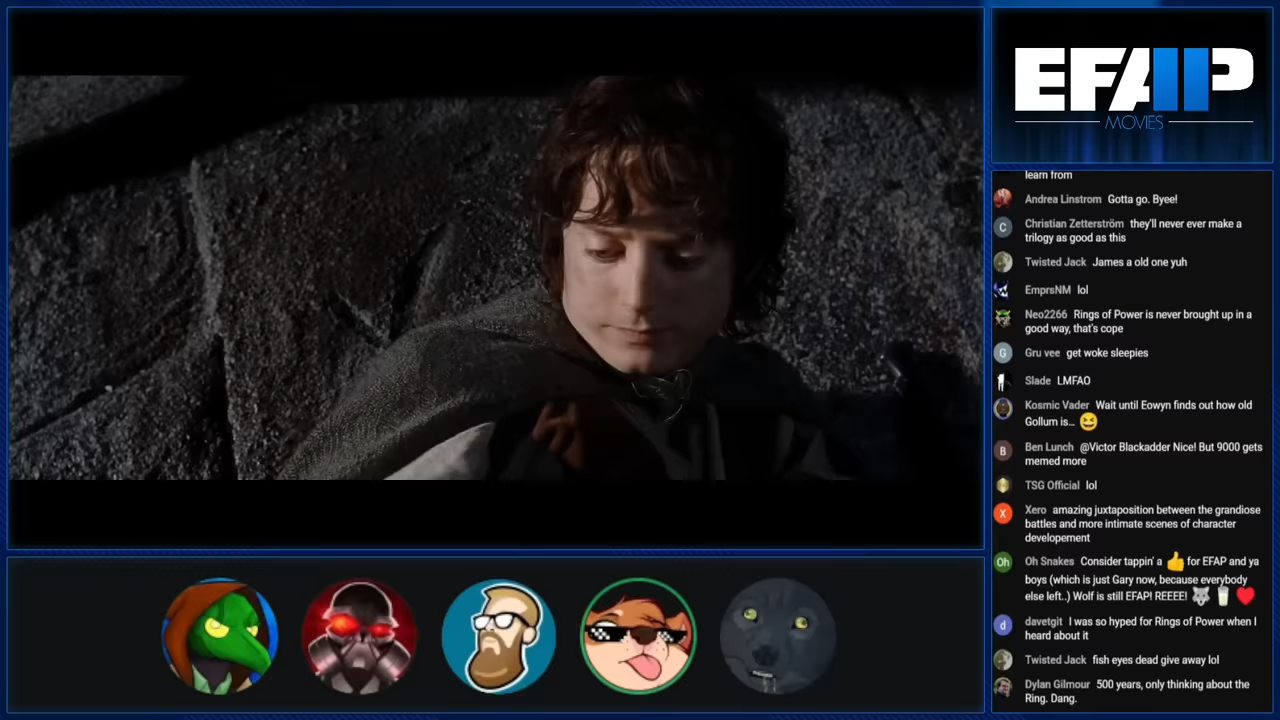 EFAP
MOVIES
learn from
Andrea Linstrom Gotta go. Byee!
Christian Zetterström they'll never ever make a
trilogy as good as this
Twisted Jack James a old one yuh
EmprsNM lol
Neo2266 Rings of Power is never brought up in a
good way, that's cope
Gru vee get woke sleepies
Slade LMFAO
Kosmic Vader Wait until Eowyn finds out how old
Gollum is...
Ben Lunch @Victor Blackadder Nice! But 9000 gets
memed more
TSG Official lol
Xero amazing juxtaposition between the grandiose
battles and more intimate scenes of character
developement
Oh Snakes Consider tappin' a 👍 for EFAP and ya
boys (which is just Gary now, because everybody
else left..) Wolf is still EFAP! REEEE! 🐺 🥛 ❤️
davetgit I was so hyped for Rings of Power when I
heard about it
Twisted Jack fish eyes dead give away lol
Dylan Gilmour 500 years, only thinking about the
Ring. Dang.